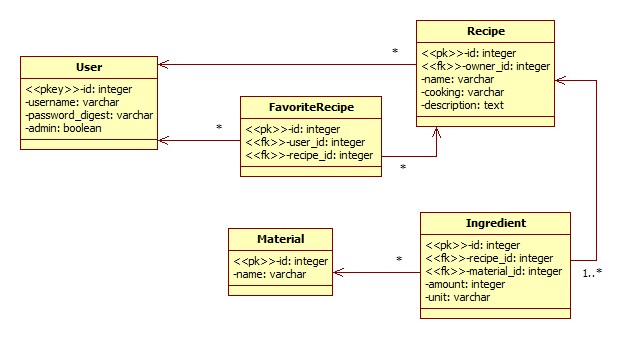 User
<<pkey>>-id: integer
-username: varchar
-password_digest: varchar
-admin: boolean
*
Recipe
<<pk>>-id: integer
<<fk>>-owner_id: integer
-name: varchar
-cooking: varchar
-description: text
*
FavoriteRecipe
<<pk>>-id: integer
<<fk>>-user_id: integer
<<fk>>-recipe_id: integer
*
Material
<<pk>>-id: integer
-name: varchar
*
Ingredient
<<pk>>-id: integer
<<fk>>-recipe_id: integer
<<fk>>-material_id: integer
-amount: integer
-unit: varchar
1..*